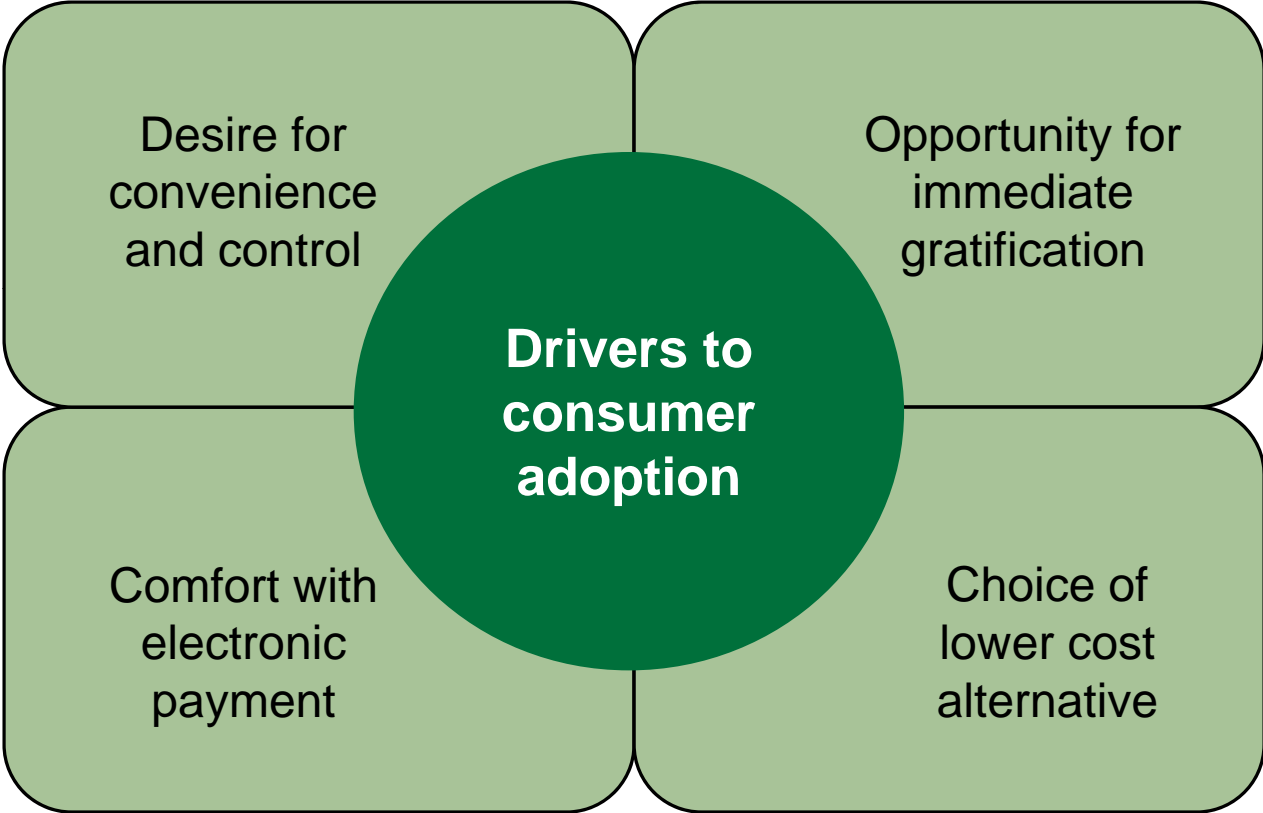 Desire for
convenience
and control
Opportunity for
immediate
gratification
Drivers to
consumer
adoption
Comfort with
electronic
payment
Choice of
lower cost
alternative